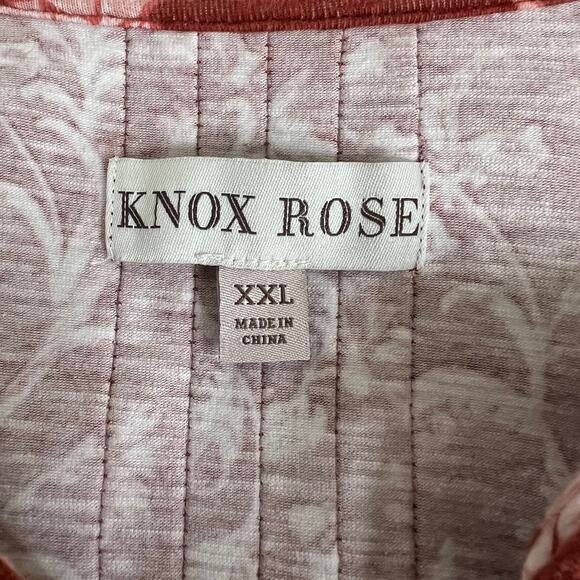 KNOX ROSE
XXL
MADE IN
CHINA